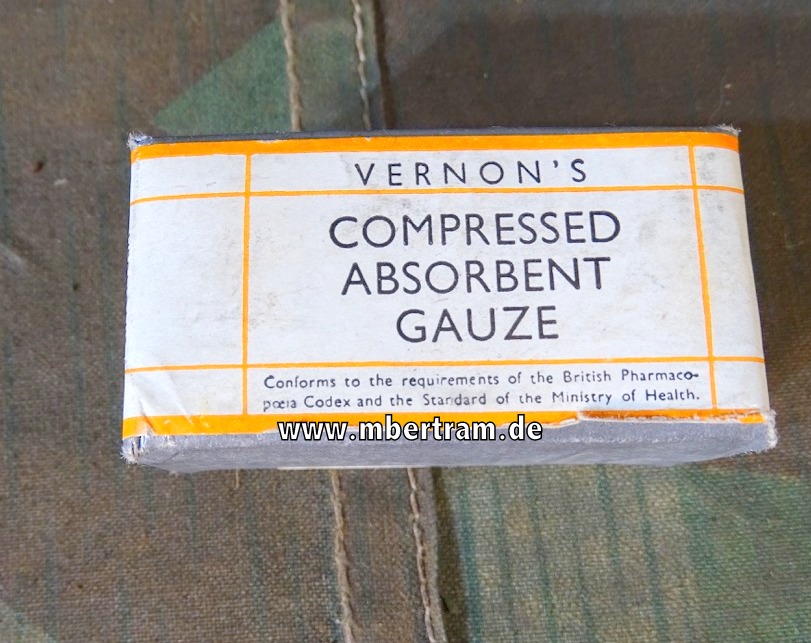 VERNON'S
COMPRESSED
ABSORBENT
GAUZE
Conforms to the requirements of the British Pharmaco-
pœia Codex and the Standard of the Ministry of Health.
www.mbertram.de